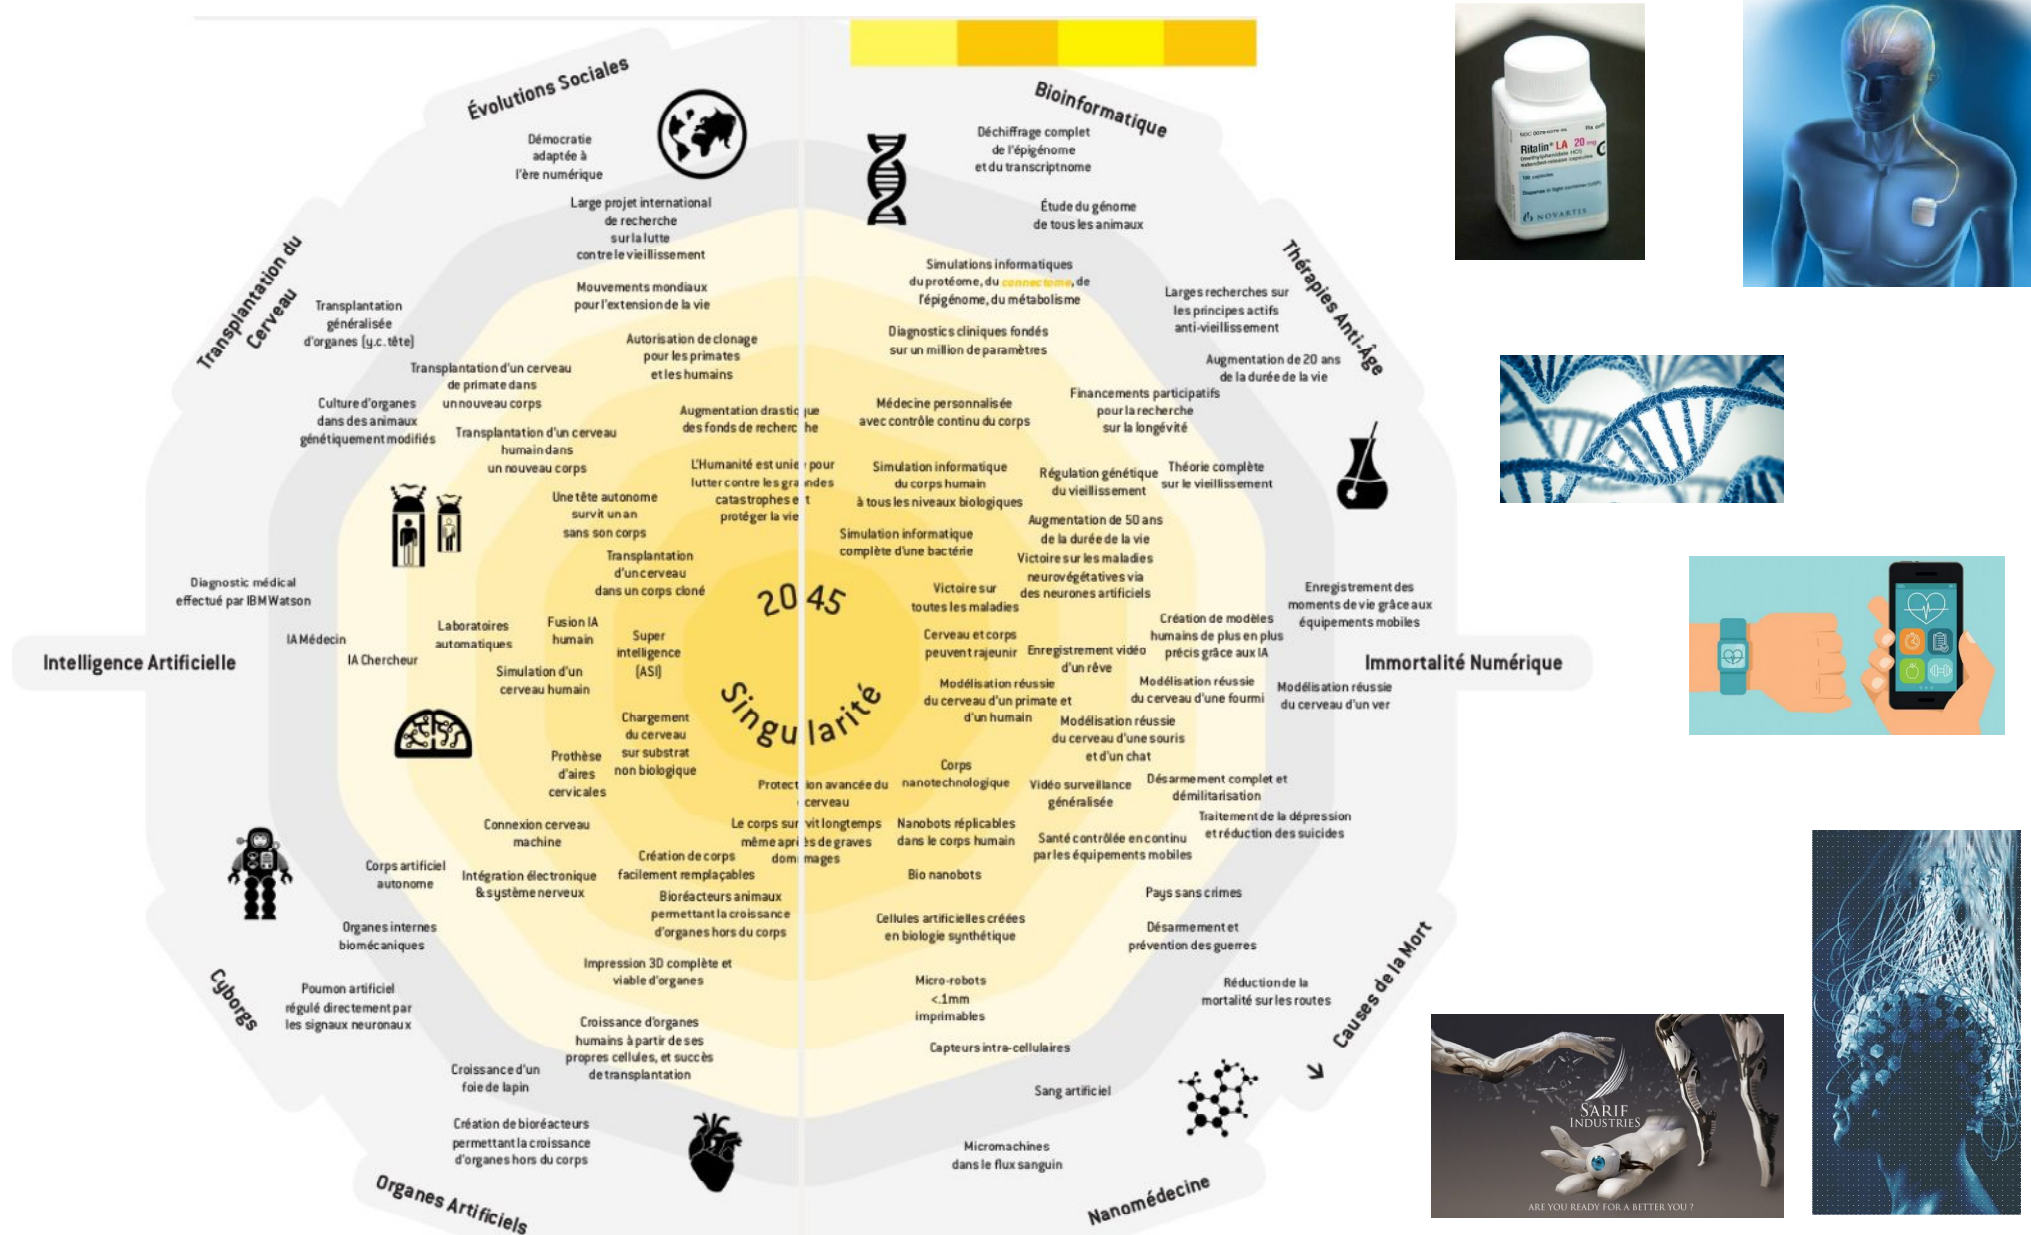 Évolutions Sociales
Démocratie
adaptée à
l'ère numérique
Large projet international
de recherche
sur la lutte
contre le vieillissement
Mouvements mondiaux
pour l'extension de la vie
Autorisation de clonage
pour les primates
et les humains
Augmentation drastique
des fonds de recherche
L'Humanité est unie pour
lutter contre les grandes
catastrophes et
protéger la vie
Bioinformatique
Déchiffrage complet
de l'épigénome
et du transcriptnome
Étude du génome
de tous les animaux
Simulations informatiques
du protéome, du connectome, de
l'épigénome, du métabolisme
Diagnostics cliniques fondés
sur un million de paramètres
Médecine personnalisée
avec contrôle continu du corps
Simulation informatique
du corps humain
à tous les niveaux biologiques
Simulation informatique
complète d'une bactérie
Thérapies Anti-Âge
Larges recherches sur
les principes actifs
anti-vieillissement
Augmentation de 20 ans
de la durée de la vie
Financements participatifs
pour la recherche
sur la longévité
Théorie complète
sur le vieillissement
Régulation génétique
du vieillissement
Augmentation de 50 ans
de la durée de la vie
Victoire sur les maladies
neurovégétatives via
des neurones artificiels
Victoire sur
toutes les maladies
Cerveau et corps
peuvent rajeunir
Transplantation du
Cerveau
Transplantation
généralisée
d'organes (y.c. tête)
Culture d'organes
dans des animaux
génétiquement modifiés
Transplantation d'un cerveau
de primate dans
un nouveau corps
Transplantation d'un cerveau
humain dans
un nouveau corps
Une tête autonome
survit un an
sans son corps
Transplantation
d'un cerveau
dans un corps cloné
2045
Singularité
Intelligence Artificielle
Diagnostic médical
effectué par IBM Watson
IA Médecin
IA Chercheur
Laboratoires
automatiques
Simulation d'un
cerveau humain
Fusion IA
humain
Super
intelligence
(ASI)
Chargement
du cerveau
sur substrat
non biologique
Immortalité Numérique
Enregistrement des
moments de vie grâce aux
équipements mobiles
Modélisation réussie
du cerveau d'un ver
Création de modèles
humains de plus en plus
précis grâce aux IA
Modélisation réussie
du cerveau d'une fourmi
Enregistrement vidéo
d'un rêve
Modélisation réussie
du cerveau d'une souris
et d'un chat
Modélisation réussie
du cerveau d'un primate et
d'un humain
Cyborgs
Poumon artificiel
régulé directement par
les signaux neuronaux
Organes internes
biomécaniques
Corps artificiel
autonome
Intégration électronique
& système nerveux
Connexion cerveau
machine
Prothèse
d'aires
cervicales
Organes Artificiels
Création de bioréacteurs
permettant la croissance
d'organes hors du corps
Croissance d'un
foie de lapin
Croissance d'organes
humains à partir de ses
propres cellules, et succès
de transplantation
Impression 3D complète et
viable d'organes
Bioréacteurs animaux
permettant la croissance
d'organes hors du corps
Création de corps
facilement remplaçables
Le corps survit longtemps
même après de graves
dommages
Protection avancée du
cerveau
Nanomédecine
Micromachines
dans le flux sanguin
Sang artificiel
Capteurs intra-cellulaires
Micro-robots
<.1mm
imprimables
Cellules artificielles créées
en biologie synthétique
Bio nanobots
Nanobots réplicables
dans le corps humain
Corps
nanotechnologique
Causes de la Mort
Réduction de la
mortalité sur les routes
Désarmement et
prévention des guerres
Pays sans crimes
Traitement de la dépression
et réduction des suicides
Santé contrôlée en continu
par les équipements mobiles
Désarmement complet et
démilitarisation
Vidéo surveillance
généralisée
Ritalin® LA 20 mg
100 capsules
NOVARTIS
SARIF
INDUSTRIES
ARE YOU READY FOR A BETTER YOU ?